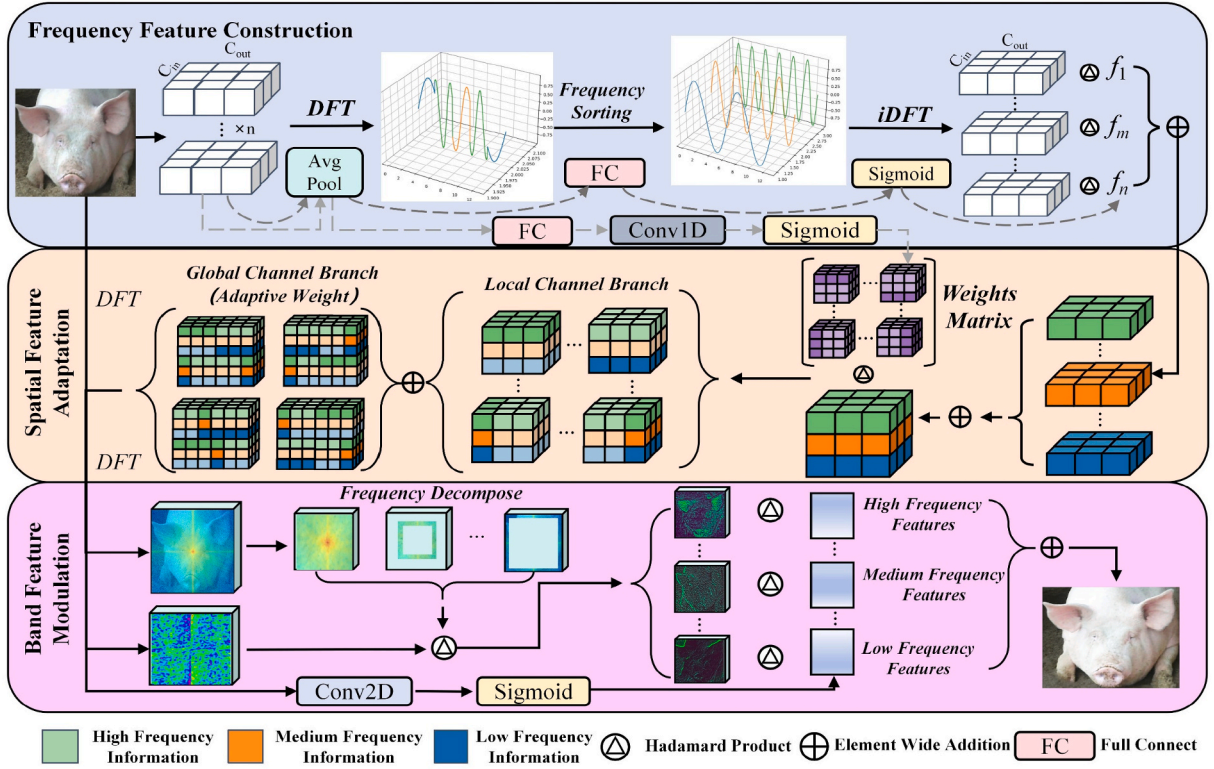 Frequency Feature Construction
C_in
C_out
×n
DFT
Avg
Pool
Frequency
Sorting
FC
iDFT
Sigmoid
f_1
f_m
f_n
FC
Conv1D
Sigmoid
Spatial Feature
Adaptation
DFT
DFT
Global Channel Branch
(Adaptive Weight)
Local Channel Branch
Weights
Matrix
Band Feature
Modulation
Frequency Decompose
High Frequency
Features
Medium Frequency
Features
Low Frequency
Features
Conv2D
Sigmoid
High Frequency
Information
Medium Frequency
Information
Low Frequency
Information
Hadamard Product
Element Wide Addition
FC
Full Connect